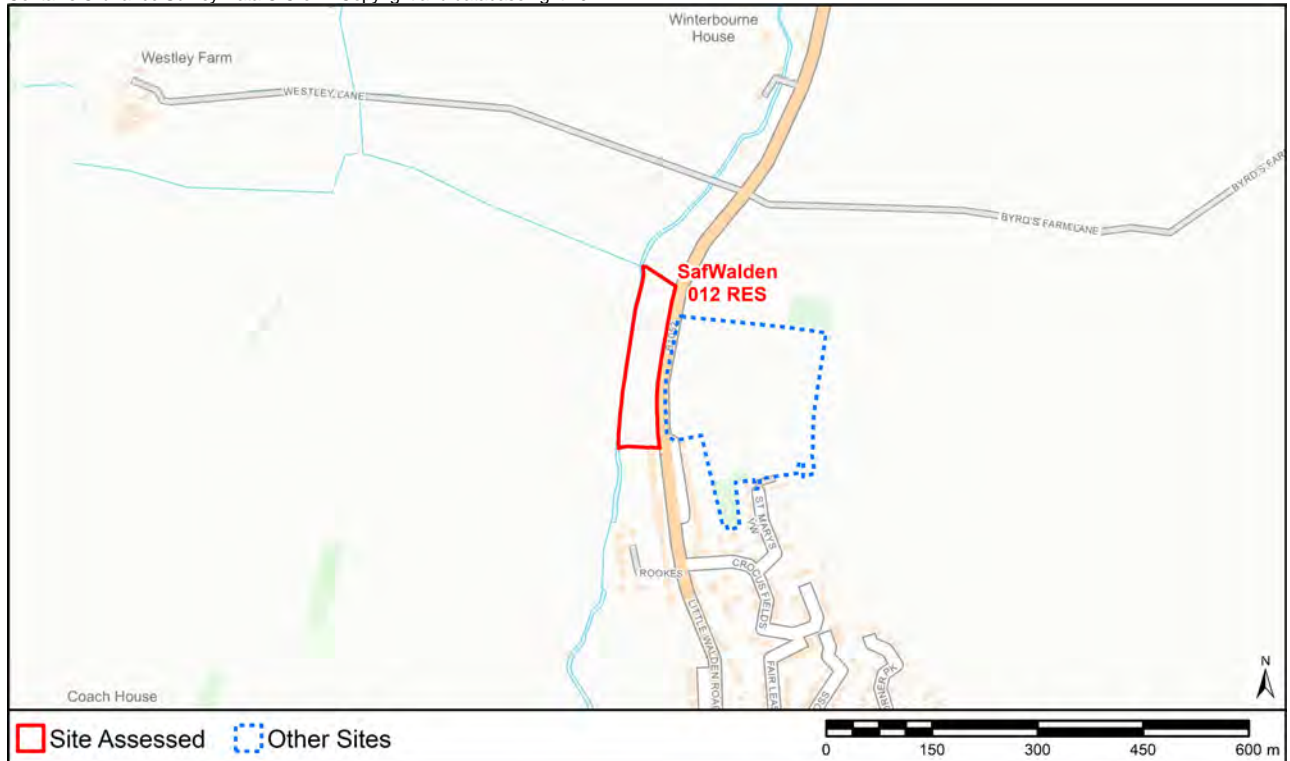 Winterbourne
House
Westley Farm
WESTLEY LANE
BYRD'S FARM LANE
SafWalden
012 RES
ST MARYS
VW
CROCUS FIELDS
ROOKES
LITTLE WALDEN ROAD
Coach House
N
Site Assessed
Other Sites
0 150 300 450 600 m